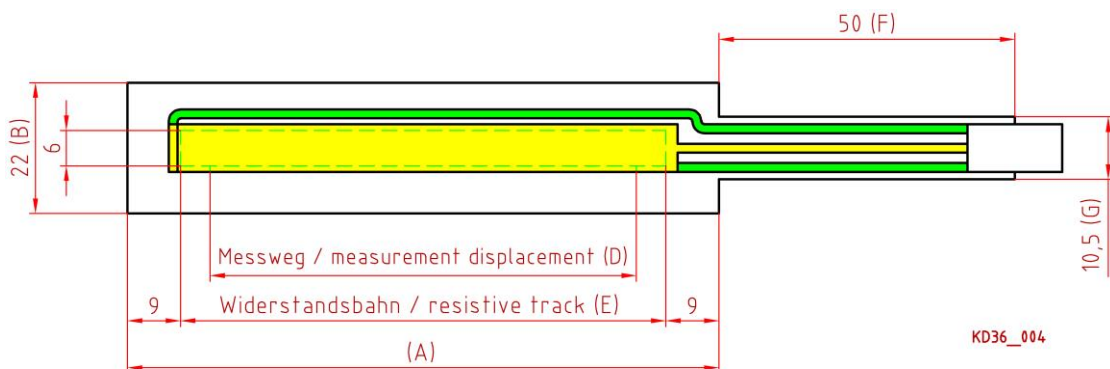 50 (F)
22 (B)
6
10,5 (G)
Messweg / measurement displacement (D)
9
Widerstandsbahn / resistive track (E)
9
(A)
KD36_004